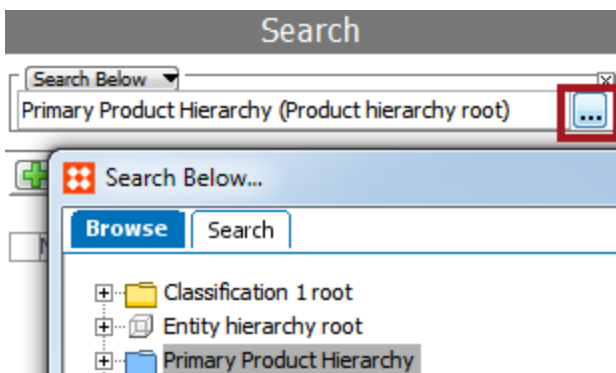 Search
Search Below
Primary Product Hierarchy (Product hierarchy root)
...
Search Below...
Browse
Search
Classification 1 root
Entity hierarchy root
Primary Product Hierarchy